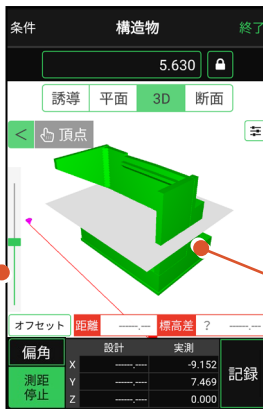 条件 構造物 終了
5.630
誘導 平面 3D 断面
< 頂点
オフセット 距離 ------.--- 標高差 ? ------.---
偏角 設計 実測
X ------.---- -9.152
測距 Y ------.---- 7.469 記録
停止 Z ------.---- 0.000